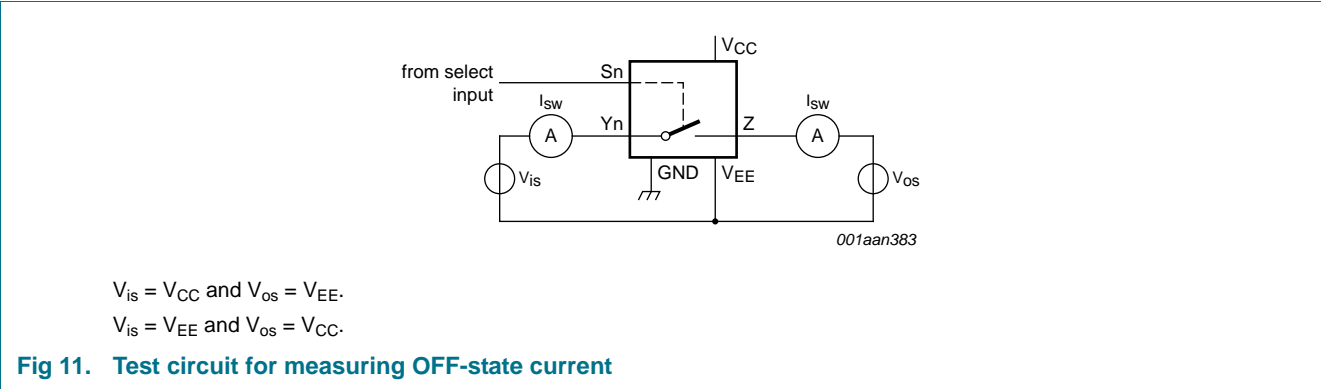 VCC
from select
input
Sn
Isw
A
Yn
Z
Isw
A
Vis
GND
VEE
Vos
001aan383
Vis = VCC and Vos = VEE.
Vis = VEE and Vos = VCC.
Fig 11. Test circuit for measuring OFF-state current